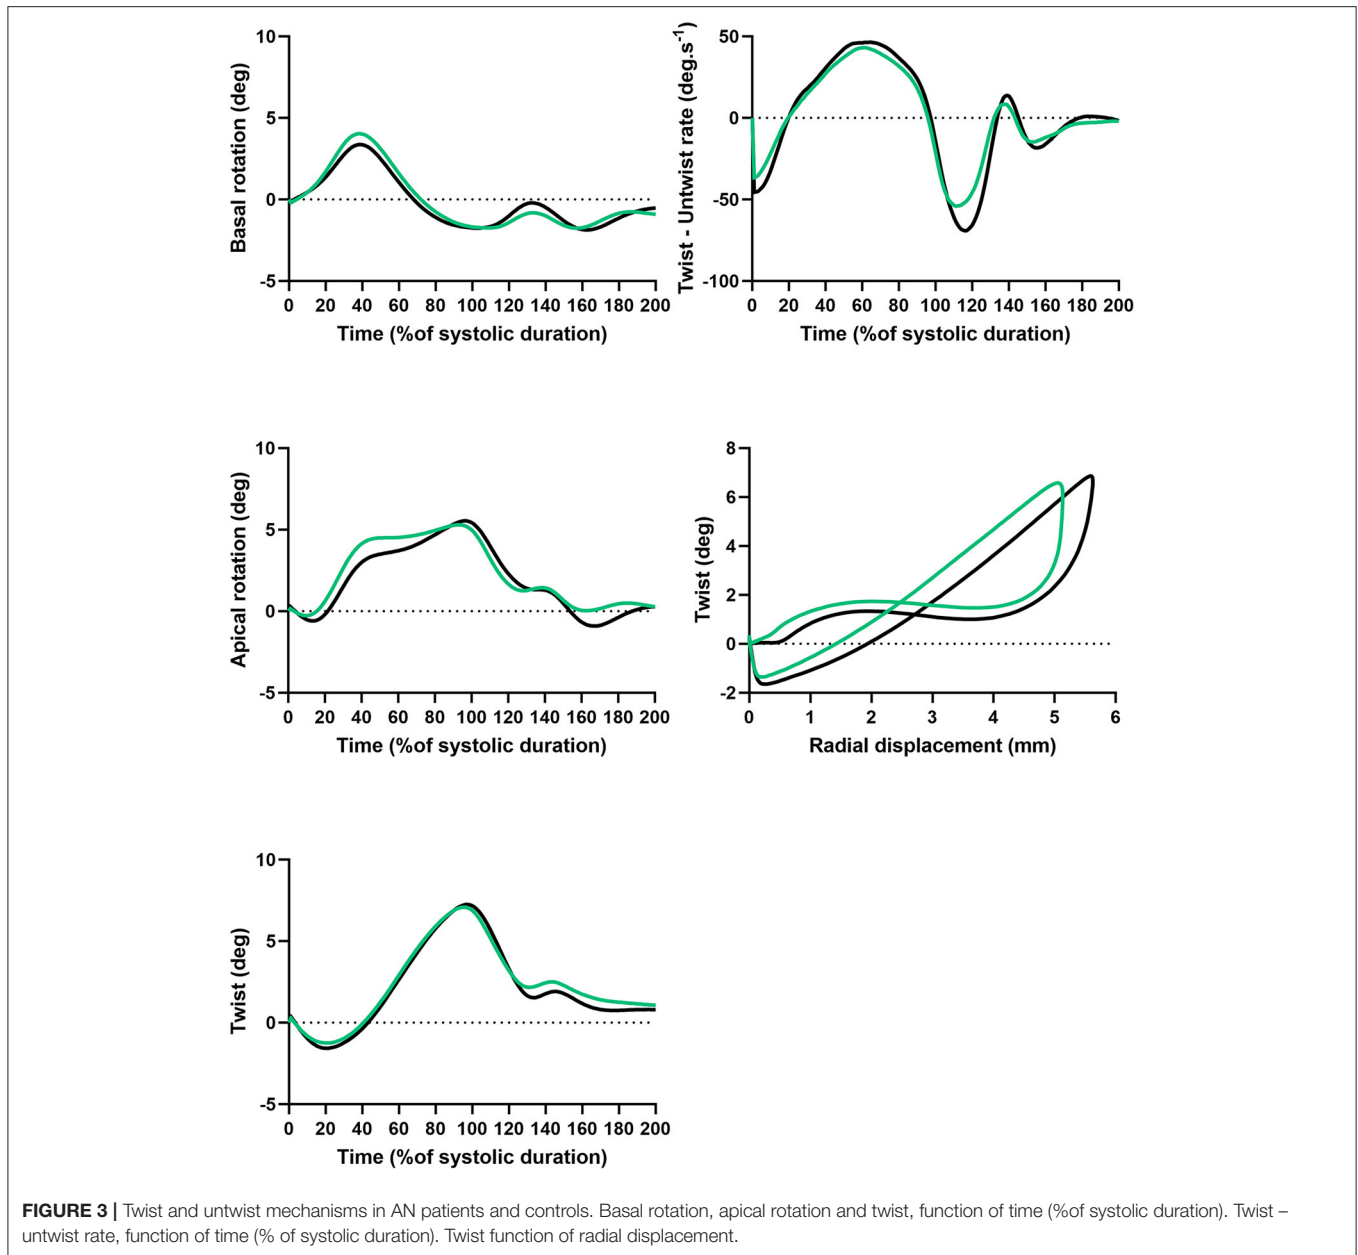 Basal rotation (deg)
10
5
0
-5
0 20 40 60 80 100 120 140 160 180 200
Time (%of systolic duration)
Twist - Untwist rate (deg.s-1)
50
0
-50
-100
0 20 40 60 80 100 120 140 160 180 200
Time (%of systolic duration)
Apical rotation (deg)
10
5
0
-5
0 20 40 60 80 100 120 140 160 180 200
Time (%of systolic duration)
Twist (deg)
8
6
4
2
0
-2
0 1 2 3 4 5 6
Radial displacement (mm)
Twist (deg)
10
5
0
-5
0 20 40 60 80 100 120 140 160 180 200
Time (%of systolic duration)
FIGURE 3 | Twist and untwist mechanisms in AN patients and controls. Basal rotation, apical rotation and twist, function of time (%of systolic duration). Twist –
untwist rate, function of time (% of systolic duration). Twist function of radial displacement.